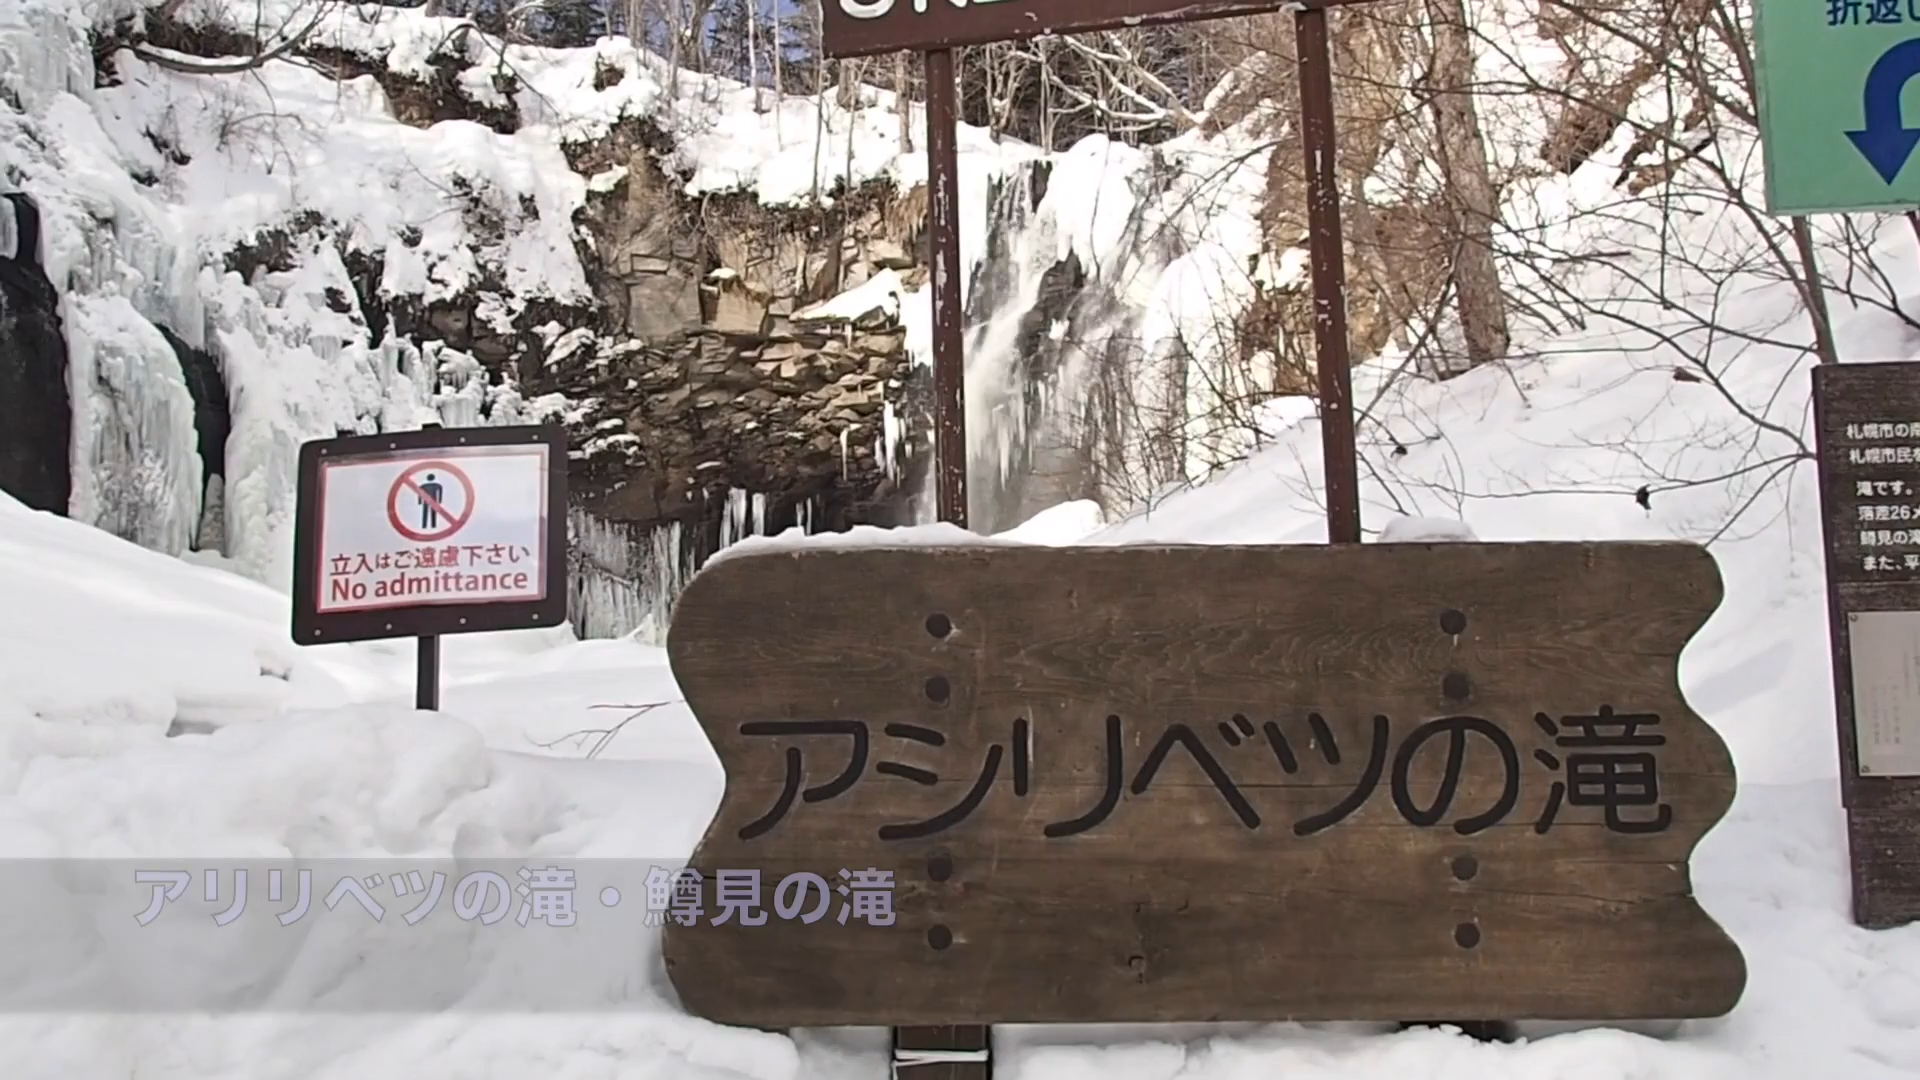 折返し
立入はご遠慮下さい
No admittance
札幌市の南
札幌市民を
滝です。
落差26メ
鱒見の滝
また、平
アシリベツの滝
アリリベツの滝・鱒見の滝